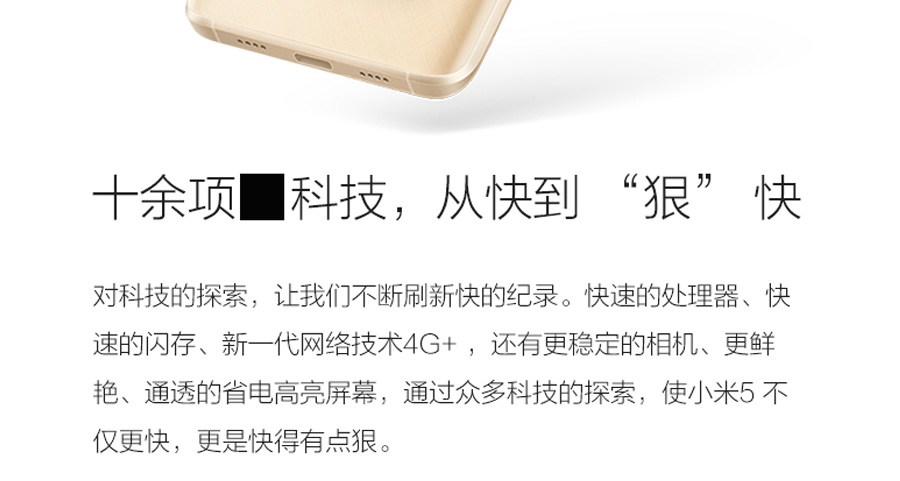 十余项科技，从快到 “狠” 快
对科技的探索，让我们不断刷新快的纪录。快速的处理器、快
速的闪存、新一代网络技术4G+ ，还有更稳定的相机、更鲜
艳、通透的省电高亮屏幕，通过众多科技的探索，使小米5 不
仅更快，更是快得有点狠。